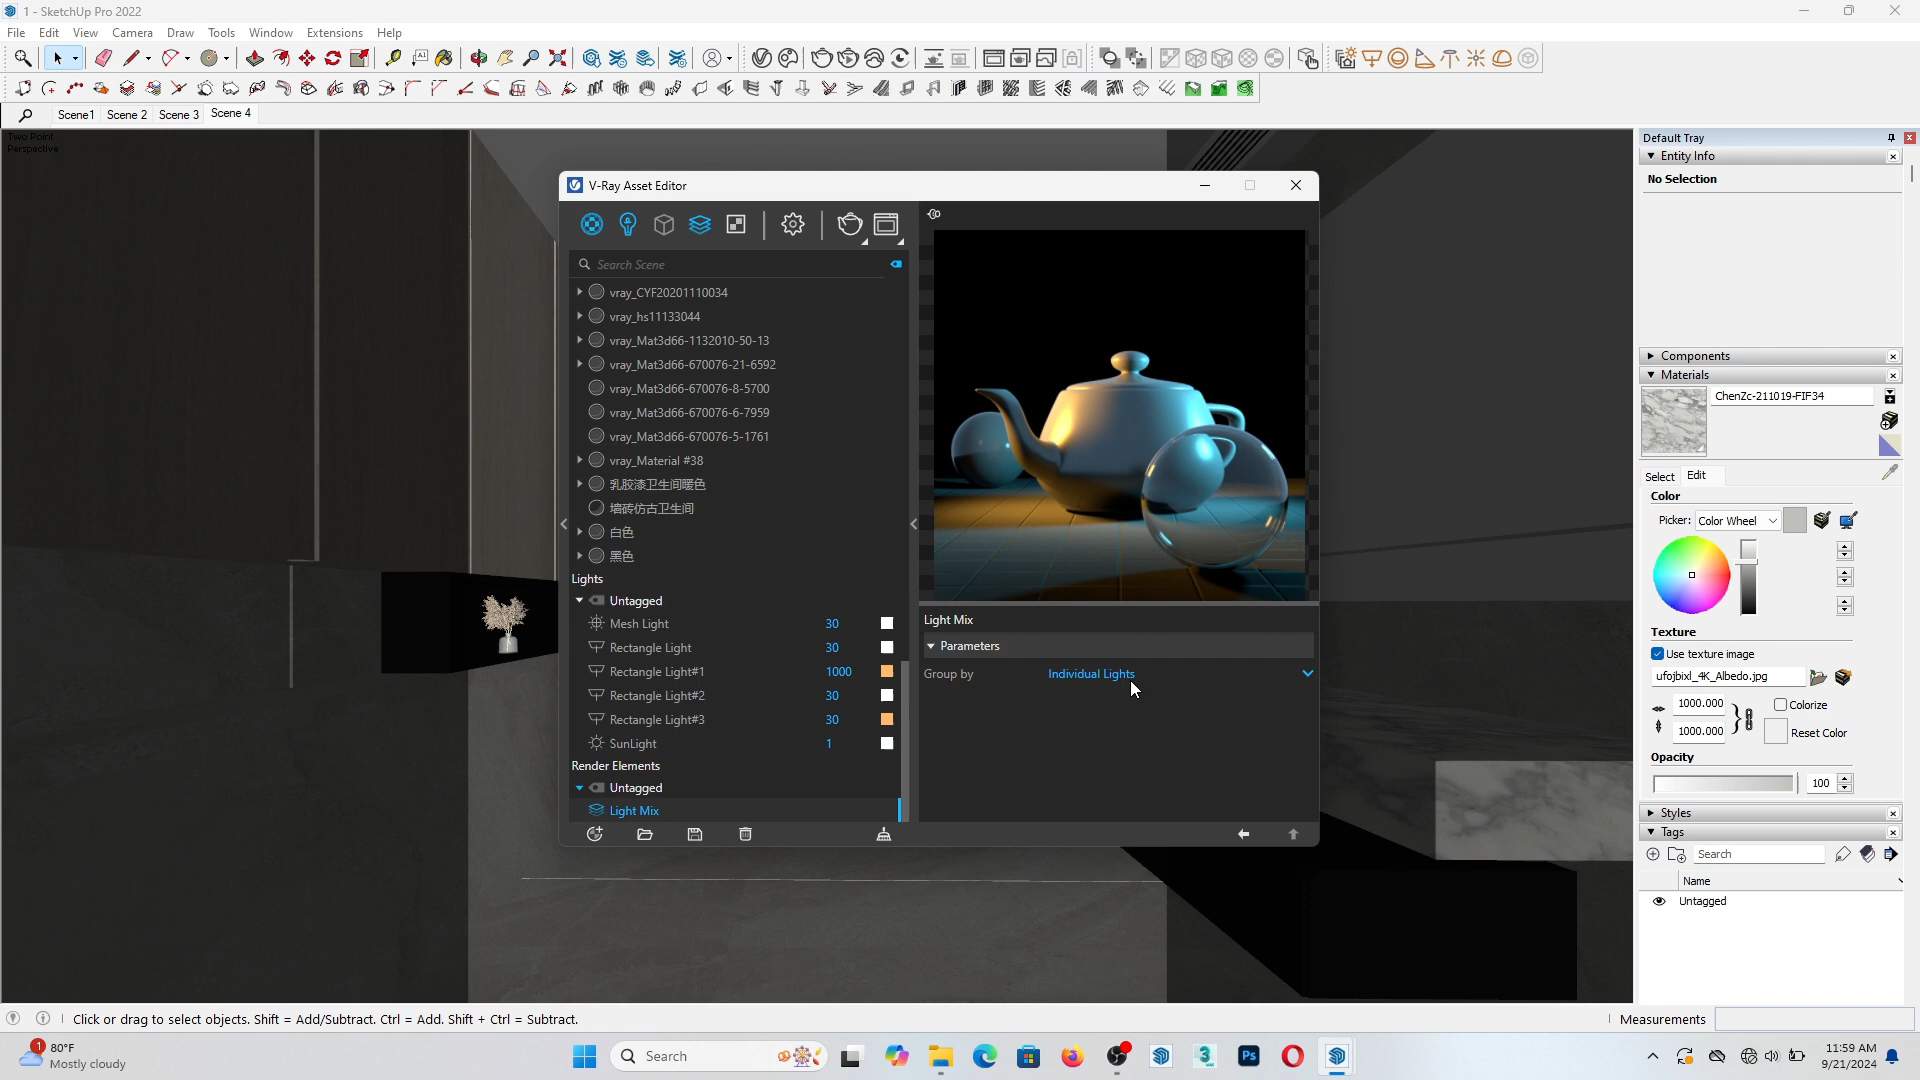 1 - SketchUp Pro 2022
File Edit View Camera Draw Tools Window Extensions Help
Scene1 Scene 2 Scene 3 Scene 4
Two Point
Perspective
V-Ray Asset Editor
Search Scene
vray_CYF20201110034
vray_hs11133044
vray_Mat3d66-1132010-50-13
vray_Mat3d66-670076-21-6592
vray_Mat3d66-670076-8-5700
vray_Mat3d66-670076-6-7959
vray_Mat3d66-670076-5-1761
vray_Material #38
乳胶漆卫生间暖色
墙砖仿古卫生间
白色
黑色
Lights
Untagged
Mesh Light 30
Rectangle Light 30
Rectangle Light#1 1000
Rectangle Light#2 30
Rectangle Light#3 30
SunLight 1
Render Elements
Untagged
Light Mix
Light Mix
Parameters
Group by Individual Lights
Default Tray
Entity Info
No Selection
Components
Materials
ChenZc-211019-FIF34
Select Edit
Color
Picker: Color Wheel
Texture
Use texture image
ufojbixl_4K_Albedo.jpg
1000.000 Colorize
1000.000 Reset Color
Opacity
100
Styles
Tags
Search
Name
Untagged
Click or drag to select objects. Shift = Add/Subtract. Ctrl = Add. Shift + Ctrl = Subtract.
Measurements
1
80°F
Mostly cloudy
Search
Ps
11:59 AM
9/21/2024